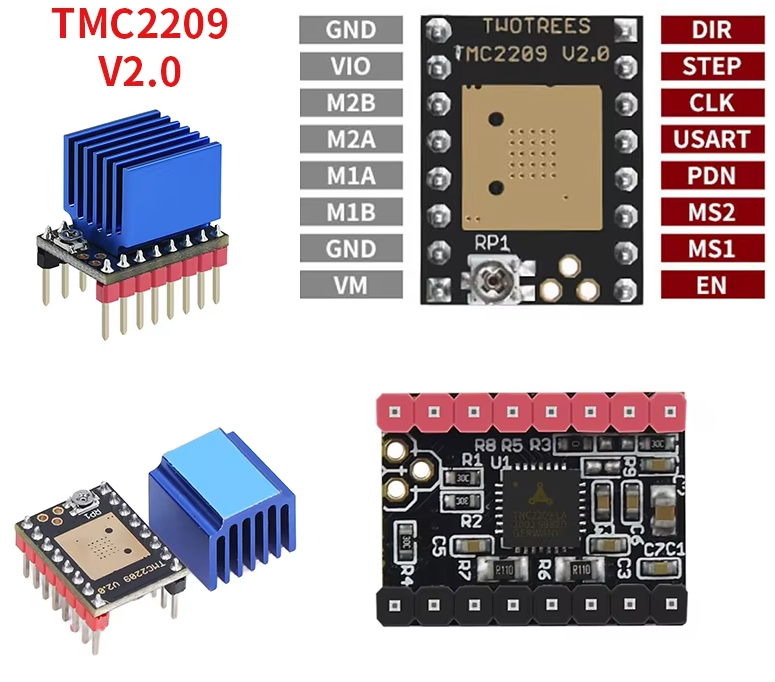 TMC2209
V2.0
GND
VIO
M2B
M2A
M1A
M1B
GND
VM
TWOTREES
TMC2209 V2.0
RP1
DIR
STEP
CLK
USART
PDN
MS2
MS1
EN
RP1
TMC2209 V2.0
R8 R5 R3
R1 U1
R9
R2
C5
C6
R4
R7
R110
R6
R110
C3
C7C1